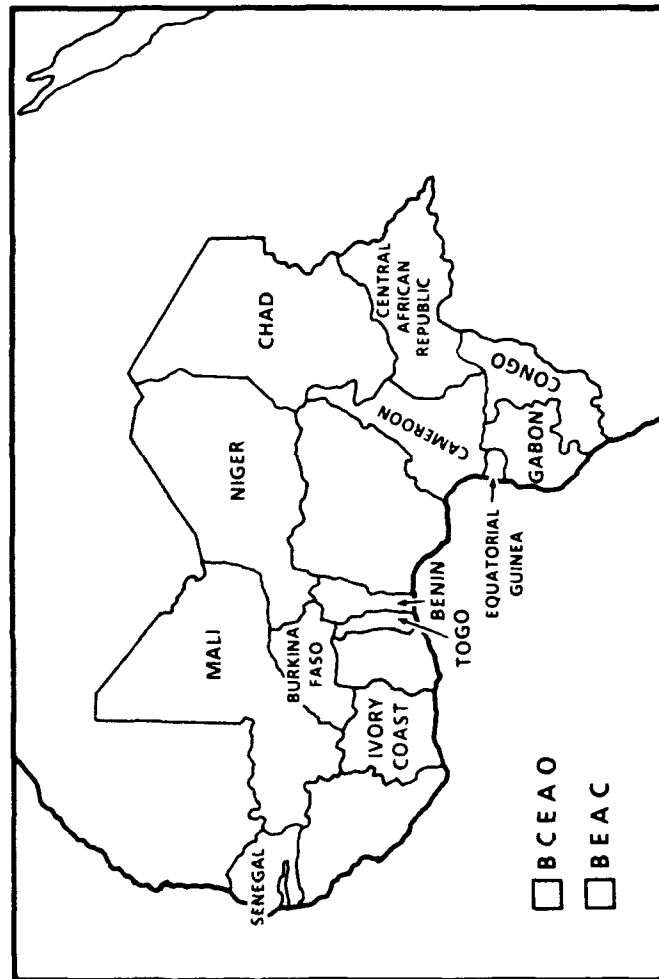 CHAD
NIGER
MALI
CENTRAL
AFRICAN
REPUBLIC
CAMEROON
CONGO
GABON
BURKINA
FASO
IVORY
COAST
SENEGAL
BENIN
TOGO
EQUATORIAL
GUINEA
BCEAO
BEAC